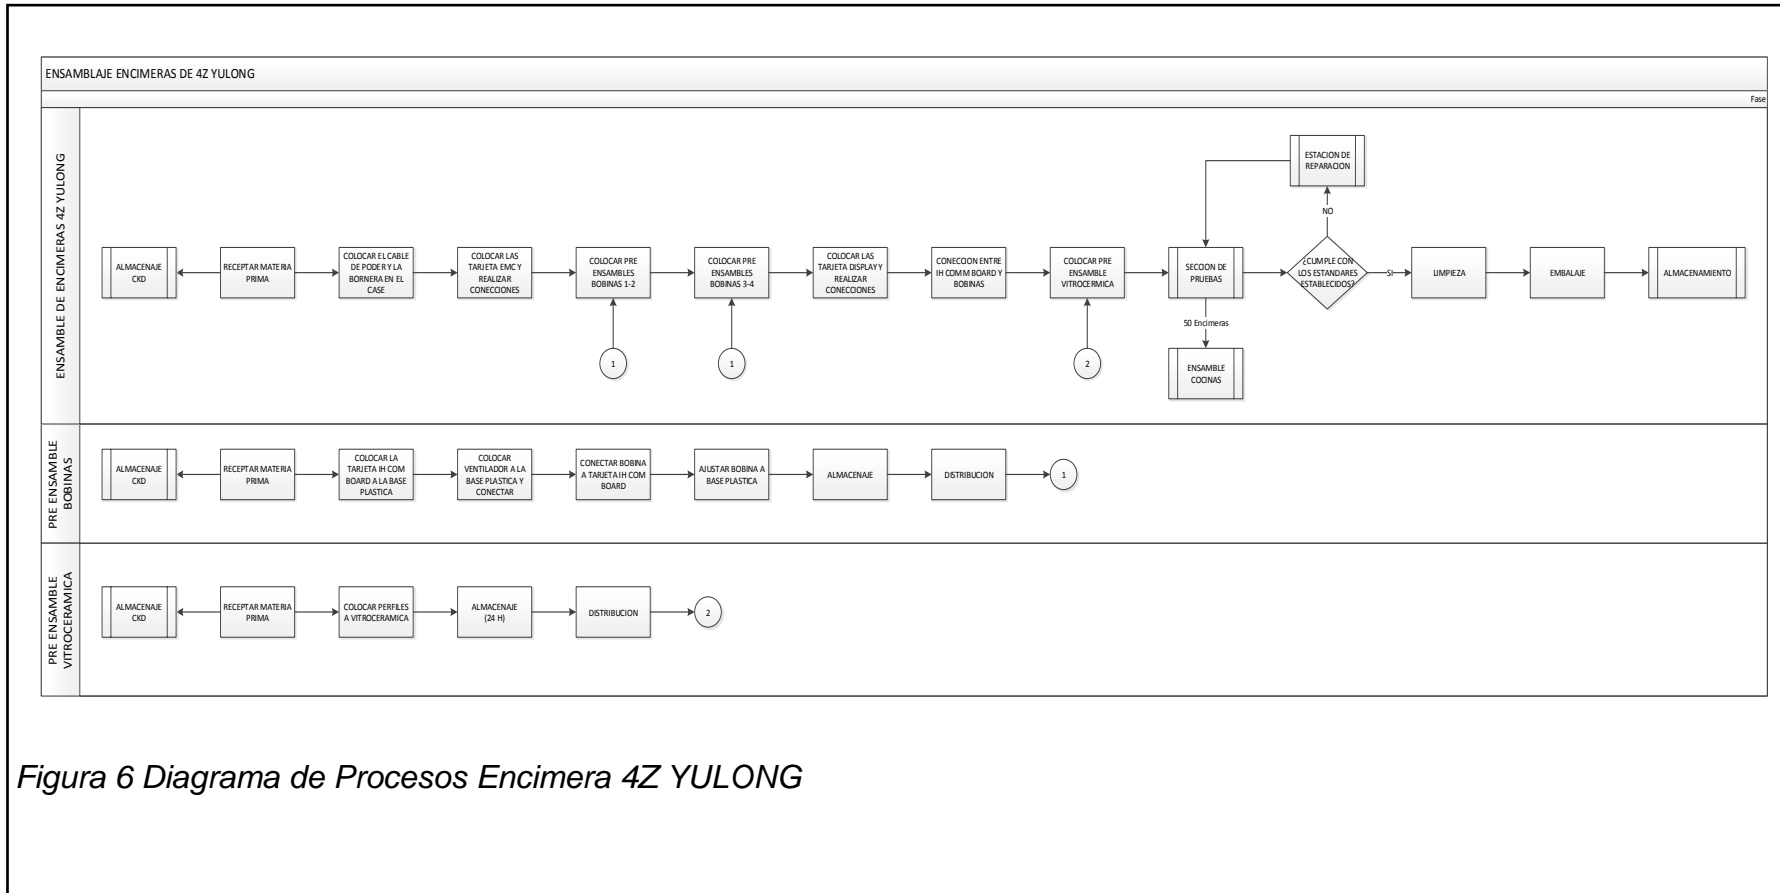 ENSAMBLAJE ENCIMERAS DE 4Z YULONG
Fase
ENSAMBLE DE ENCIMERAS 4Z YULONG
ALMACENAJE
CKD
RECEPTAR MATERIA
PRIMA
COLOCAR EL CABLE
DE PODER Y LA
BORNERA EN EL
CASE
COLOCAR LAS
TARJETA EMC Y
REALIZAR
CONECCIONES
COLOCAR PRE
ENSAMBLES
BOBINAS 1-2
1
COLOCAR PRE
ENSAMBLES
BOBINAS 3-4
1
COLOCAR LAS
TARJETA DISPLAY Y
REALIZAR
CONECCIONES
CONECCION ENTRE
IH COMM BOARD Y
BOBINAS
COLOCAR PRE
ENSAMBLE
VITROCERMICA
2
SECCION DE
PRUEBAS
50 Encimeras
ENSAMBLE
COCINAS
¿CUMPLE CON
LOS ESTANDARES
ESTABLECIDOS?
NO
ESTACION DE
REPARACION
SI
LIMPIEZA
EMBALAJE
ALMACENAMIENTO
PRE ENSAMBLE
BOBINAS
ALMACENAJE
CKD
RECEPTAR MATERIA
PRIMA
COLOCAR LA
TARJETA IH COM
BOARD A LA BASE
PLASTICA
COLOCAR
VENTILADOR A LA
BASE PLASTICA Y
CONECTAR
CONECTAR BOBINA
A TARJETA IH COM
BOARD
AJUSTAR BOBINA A
BASE PLASTICA
ALMACENAJE
DISTRIBUCION
1
PRE ENSAMBLE
VITROCERAMICA
ALMACENAJE
CKD
RECEPTAR MATERIA
PRIMA
COLOCAR PERFILES
A VITROCERAMICA
ALMACENAJE
(24 H)
DISTRIBUCION
2
Figura 6 Diagrama de Procesos Encimera 4Z YULONG